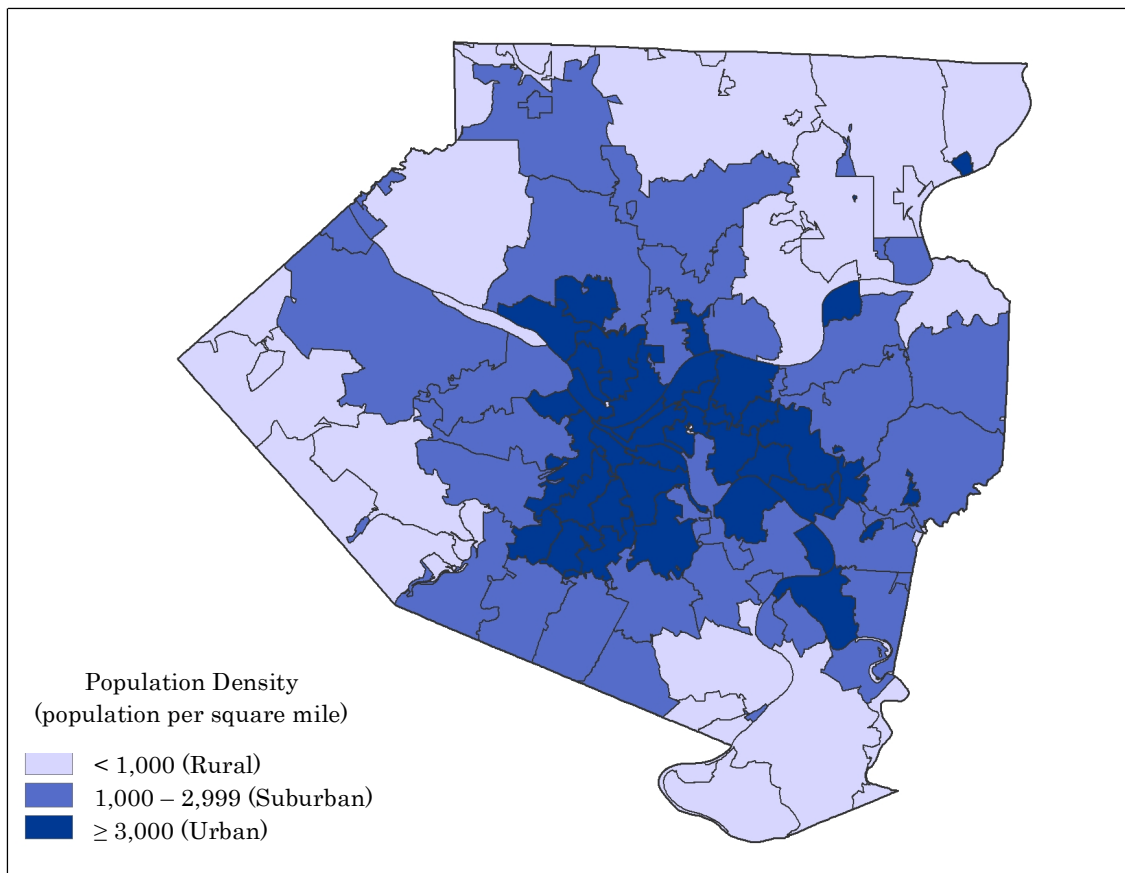 Population Density
(population per square mile)
< 1,000 (Rural)
1,000 – 2,999 (Suburban)
≥ 3,000 (Urban)